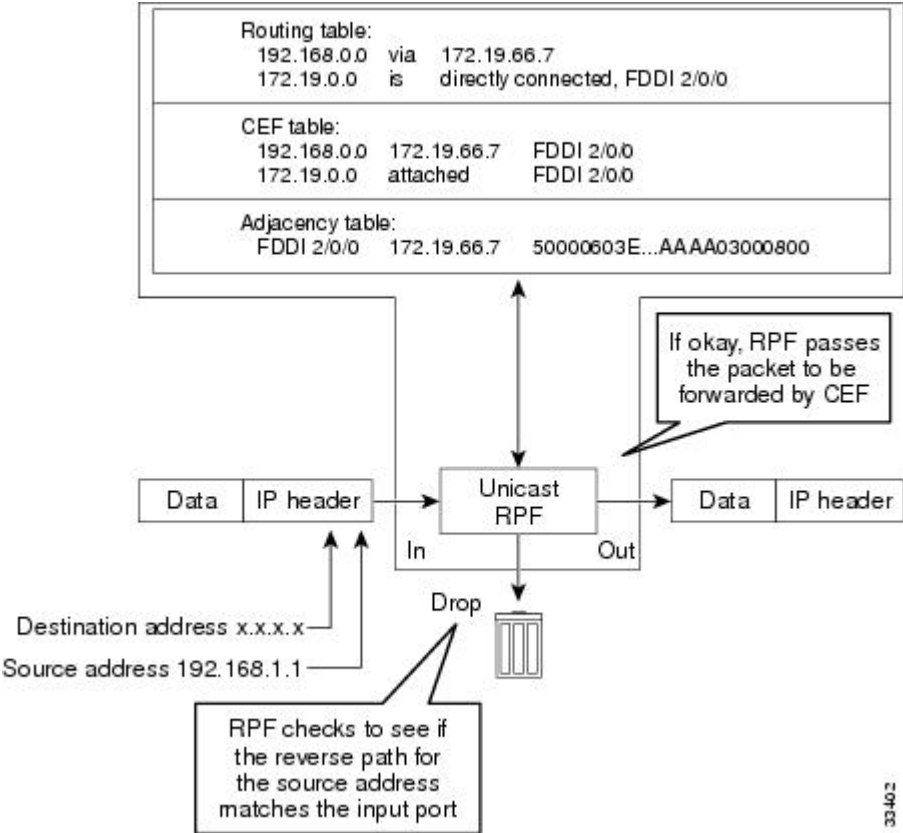 Routing table:
192.168.0.0 via 172.19.66.7
172.19.0.0 is directly connected, FDDI 2/0/0
CEF table:
192.168.0.0 172.19.66.7 FDDI 2/0/0
172.19.0.0 attached FDDI 2/0/0
Adjacency table:
FDDI 2/0/0 172.19.66.7 50000603E...AAAA03000800
If okay, RPF passes
the packet to be
forwarded by CEF
Data IP header
Unicast
RPF
Data IP header
In Out
Drop
Destination address x.x.x.x
Source address 192.168.1.1
RPF checks to see if
the reverse path for
the source address
matches the input port
33402